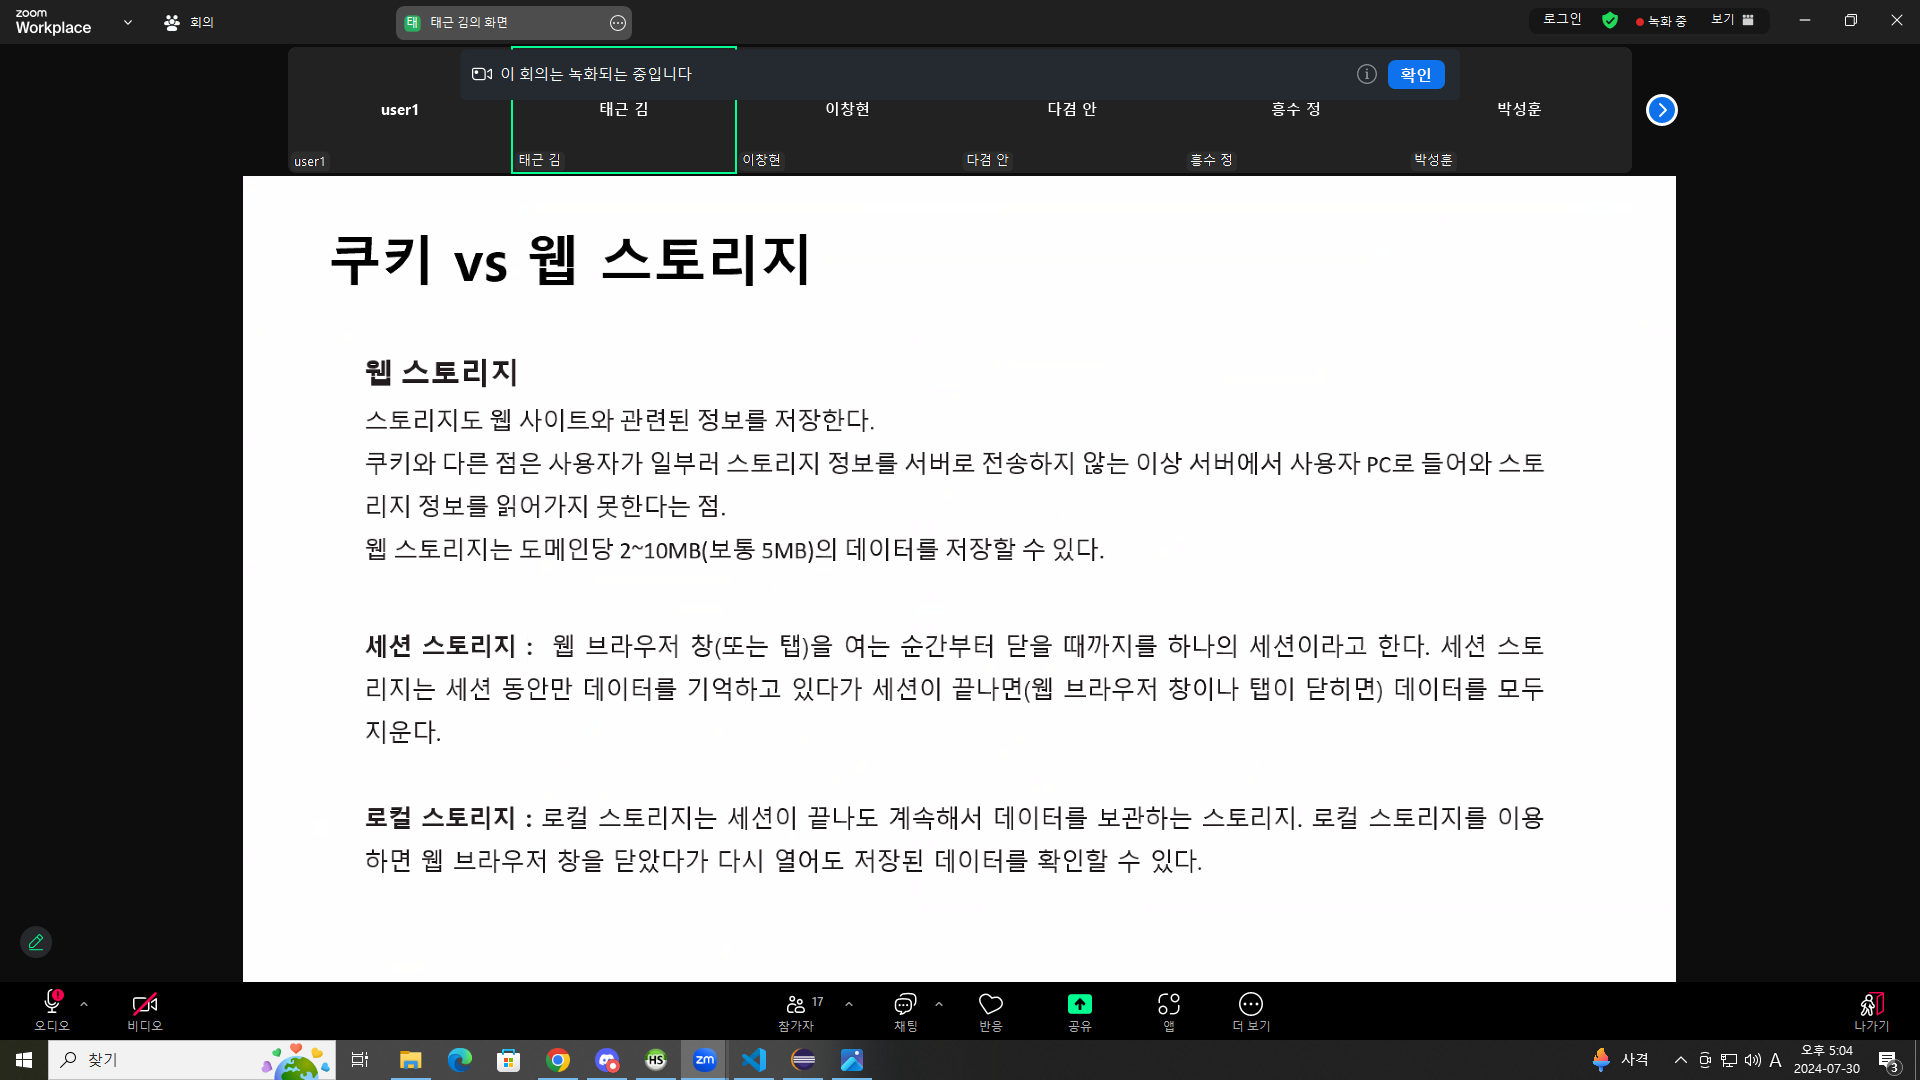 zoom
Workplace
회의
태
태근 김의 화면
로그인
녹화 중
보기
이 회의는 녹화되는 중입니다
확인
user1
태근 김
이창현
다겸 안
흥수 정
박성훈
user1
태근 김
이창현
다겸 안
흥수 정
박성훈
쿠키 vs 웹 스토리지
웹 스토리지
스토리지도 웹 사이트와 관련된 정보를 저장한다.
쿠키와 다른 점은 사용자가 일부러 스토리지 정보를 서버로 전송하지 않는 이상 서버에서 사용자 PC로 들어와 스토
리지 정보를 읽어가지 못한다는 점.
웹 스토리지는 도메인당 2~10MB(보통 5MB)의 데이터를 저장할 수 있다.
세션 스토리지 : 웹 브라우저 창(또는 탭)을 여는 순간부터 닫을 때까지를 하나의 세션이라고 한다. 세션 스토
리지는 세션 동안만 데이터를 기억하고 있다가 세션이 끝나면(웹 브라우저 창이나 탭이 닫히면) 데이터를 모두
지운다.
로컬 스토리지 : 로컬 스토리지는 세션이 끝나도 계속해서 데이터를 보관하는 스토리지. 로컬 스토리지를 이용
하면 웹 브라우저 창을 닫았다가 다시 열어도 저장된 데이터를 확인할 수 있다.
오디오
비디오
참가자
17
채팅
반응
공유
앱
더 보기
나가기
찾기
HS
zm
사격
A
오후 5:04
2024-07-30
3